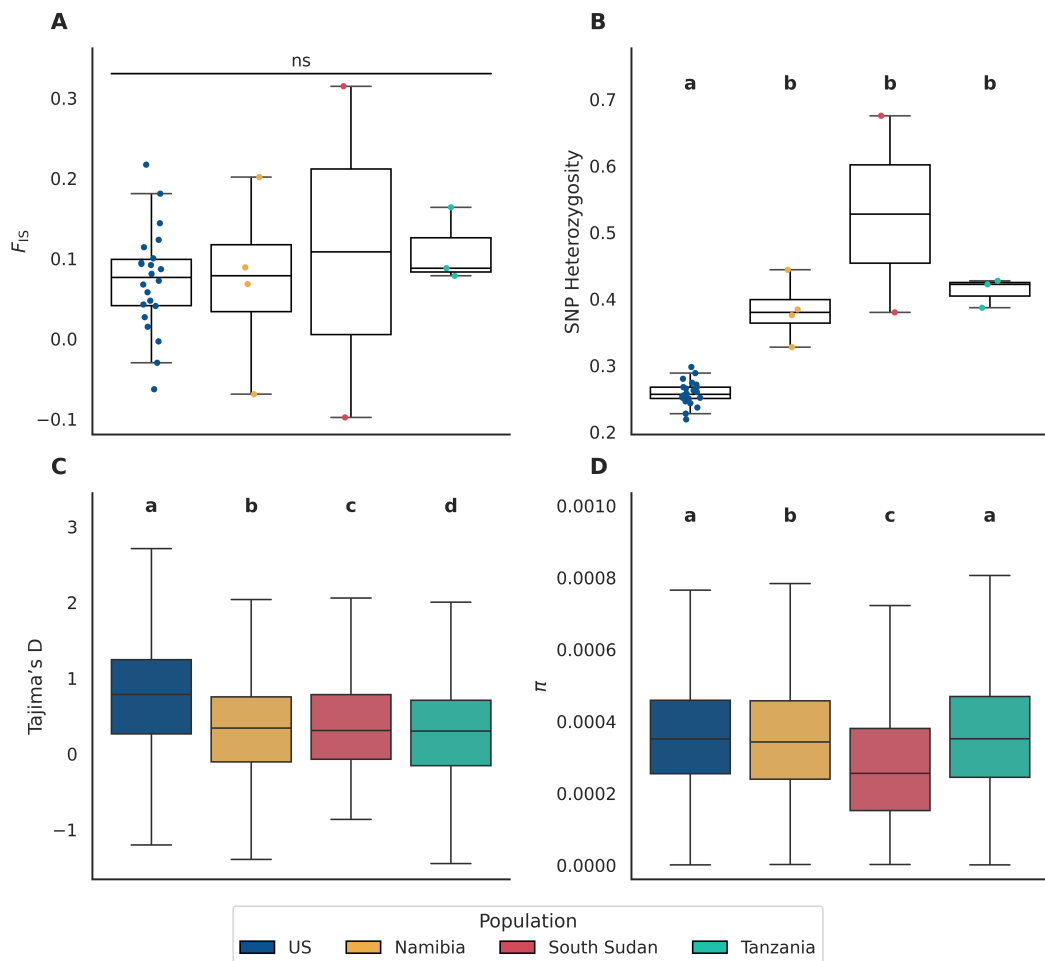 A
ns
F_IS
0.3
0.2
0.1
0.0
−0.1
B
a b b b
SNP Heterozygosity
0.7
0.6
0.5
0.4
0.3
0.2
C
a b c d
Tajima’s D
3
2
1
0
−1
D
a b c a
π
0.0010
0.0008
0.0006
0.0004
0.0002
0.0000
Population
US Namibia South Sudan Tanzania